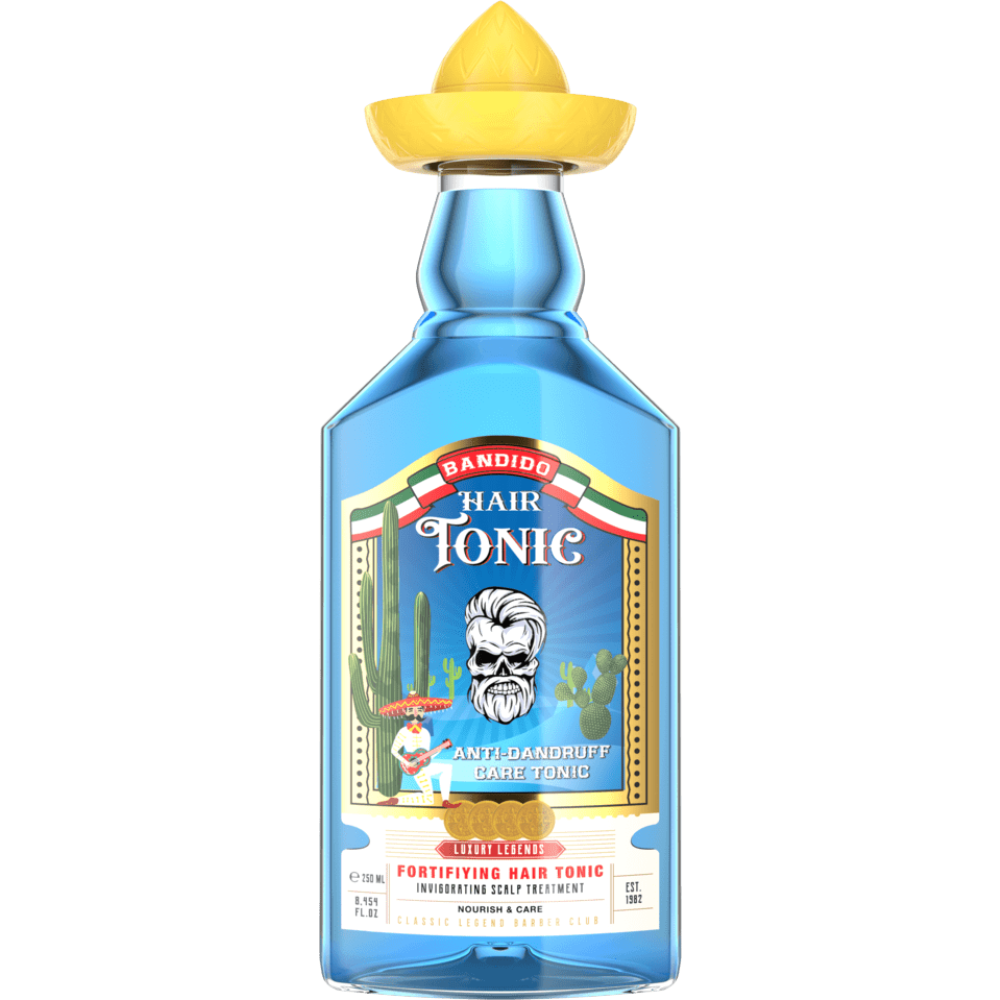 BANDIDO
HAIR
TONIC
ANTI-DANDRUFF
CARE TONIC
LUXURY LEGENDS
FORTIFIYING HAIR TONIC
INVIGORATING SCALP TREATMENT
NOURISH & CARE
CLASSIC LEGEND BARBER CLUB
℮ 250 ML
8.454
FL.OZ
EST.
1982